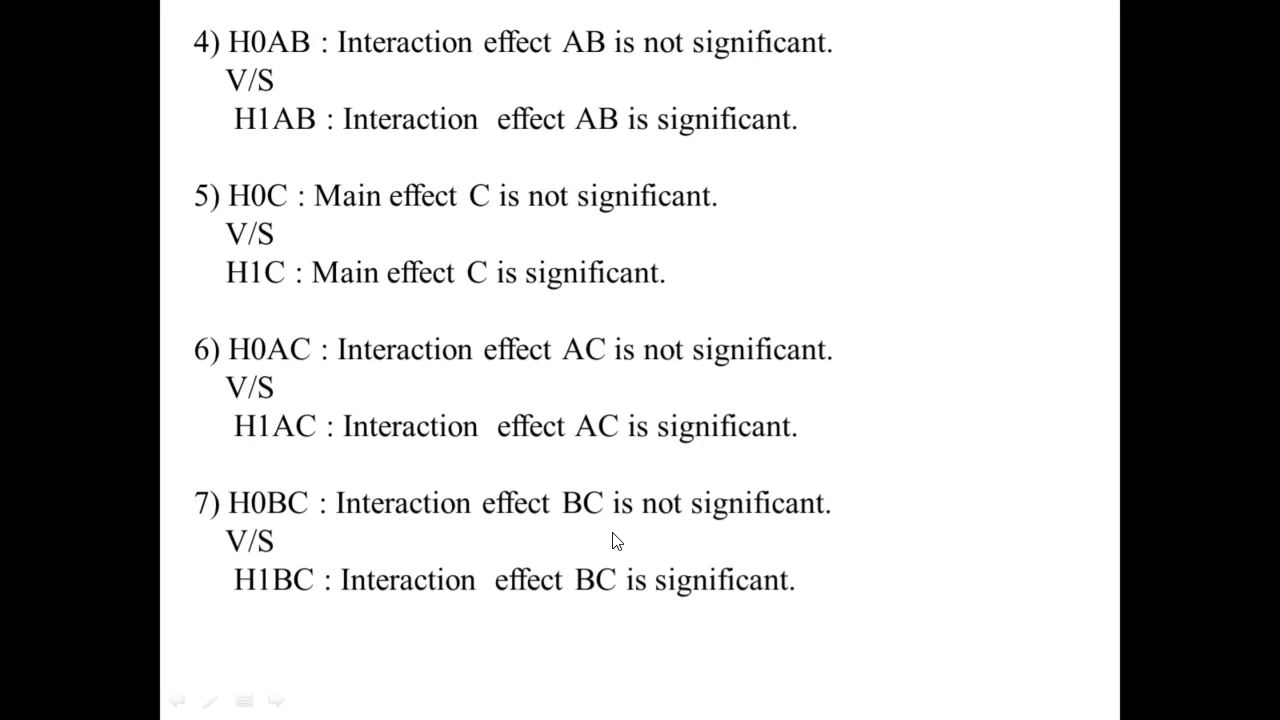 4) H0AB : Interaction effect AB is not significant.
V/S
H1AB : Interaction effect AB is significant.
5) H0C : Main effect C is not significant.
V/S
H1C : Main effect C is significant.
6) H0AC : Interaction effect AC is not significant.
V/S
H1AC : Interaction effect AC is significant.
7) H0BC : Interaction effect BC is not significant.
V/S
H1BC : Interaction effect BC is significant.